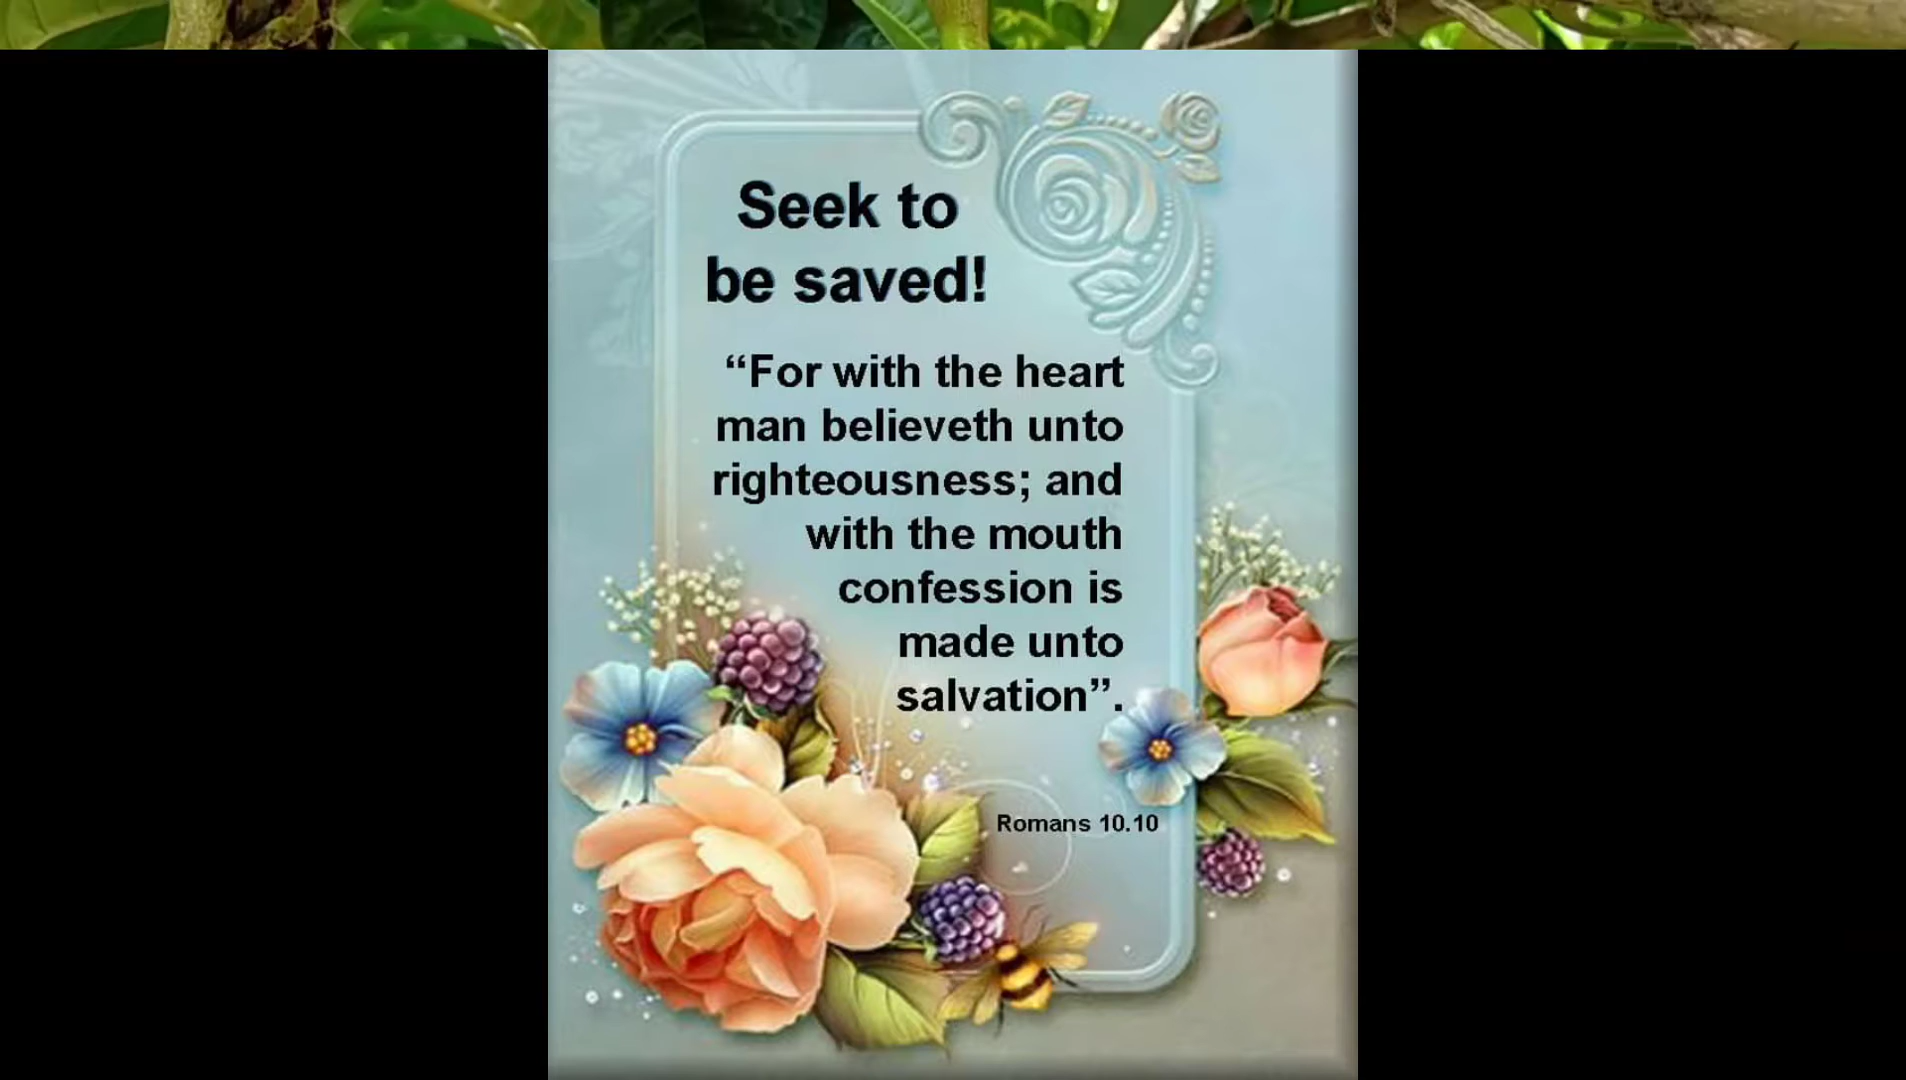 Seek to
be saved!
“For with the heart
man believeth unto
righteousness; and
with the mouth
confession is
made unto
salvation”.
Romans 10.10